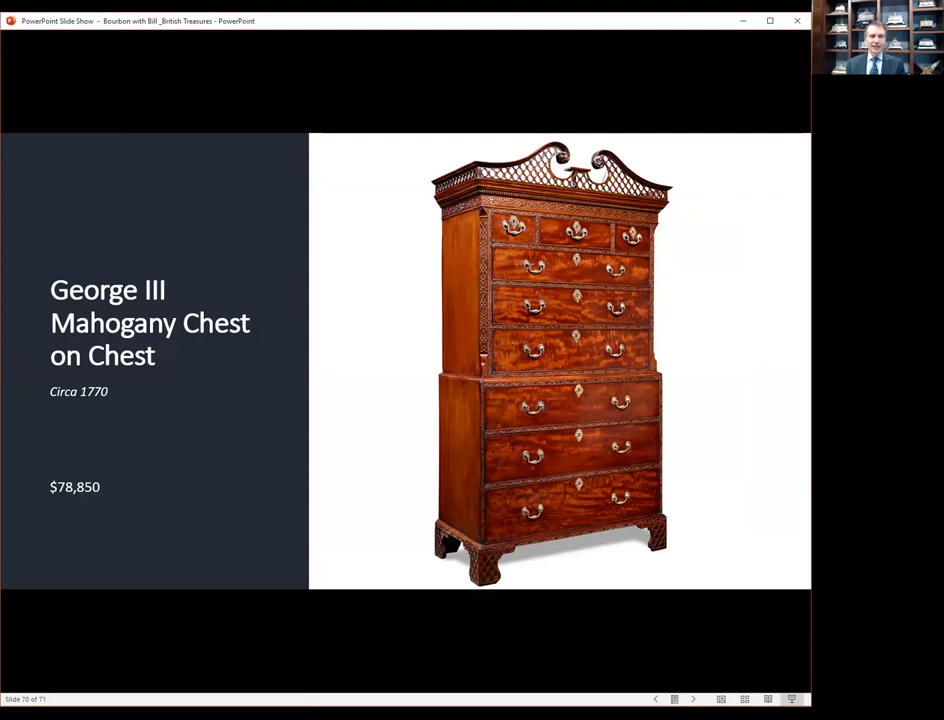 PowerPoint Slide Show - Bourbon with Bill _British Treasures - PowerPoint
George III
Mahogany Chest
on Chest
Circa 1770
$78,850
Slide 70 of 71